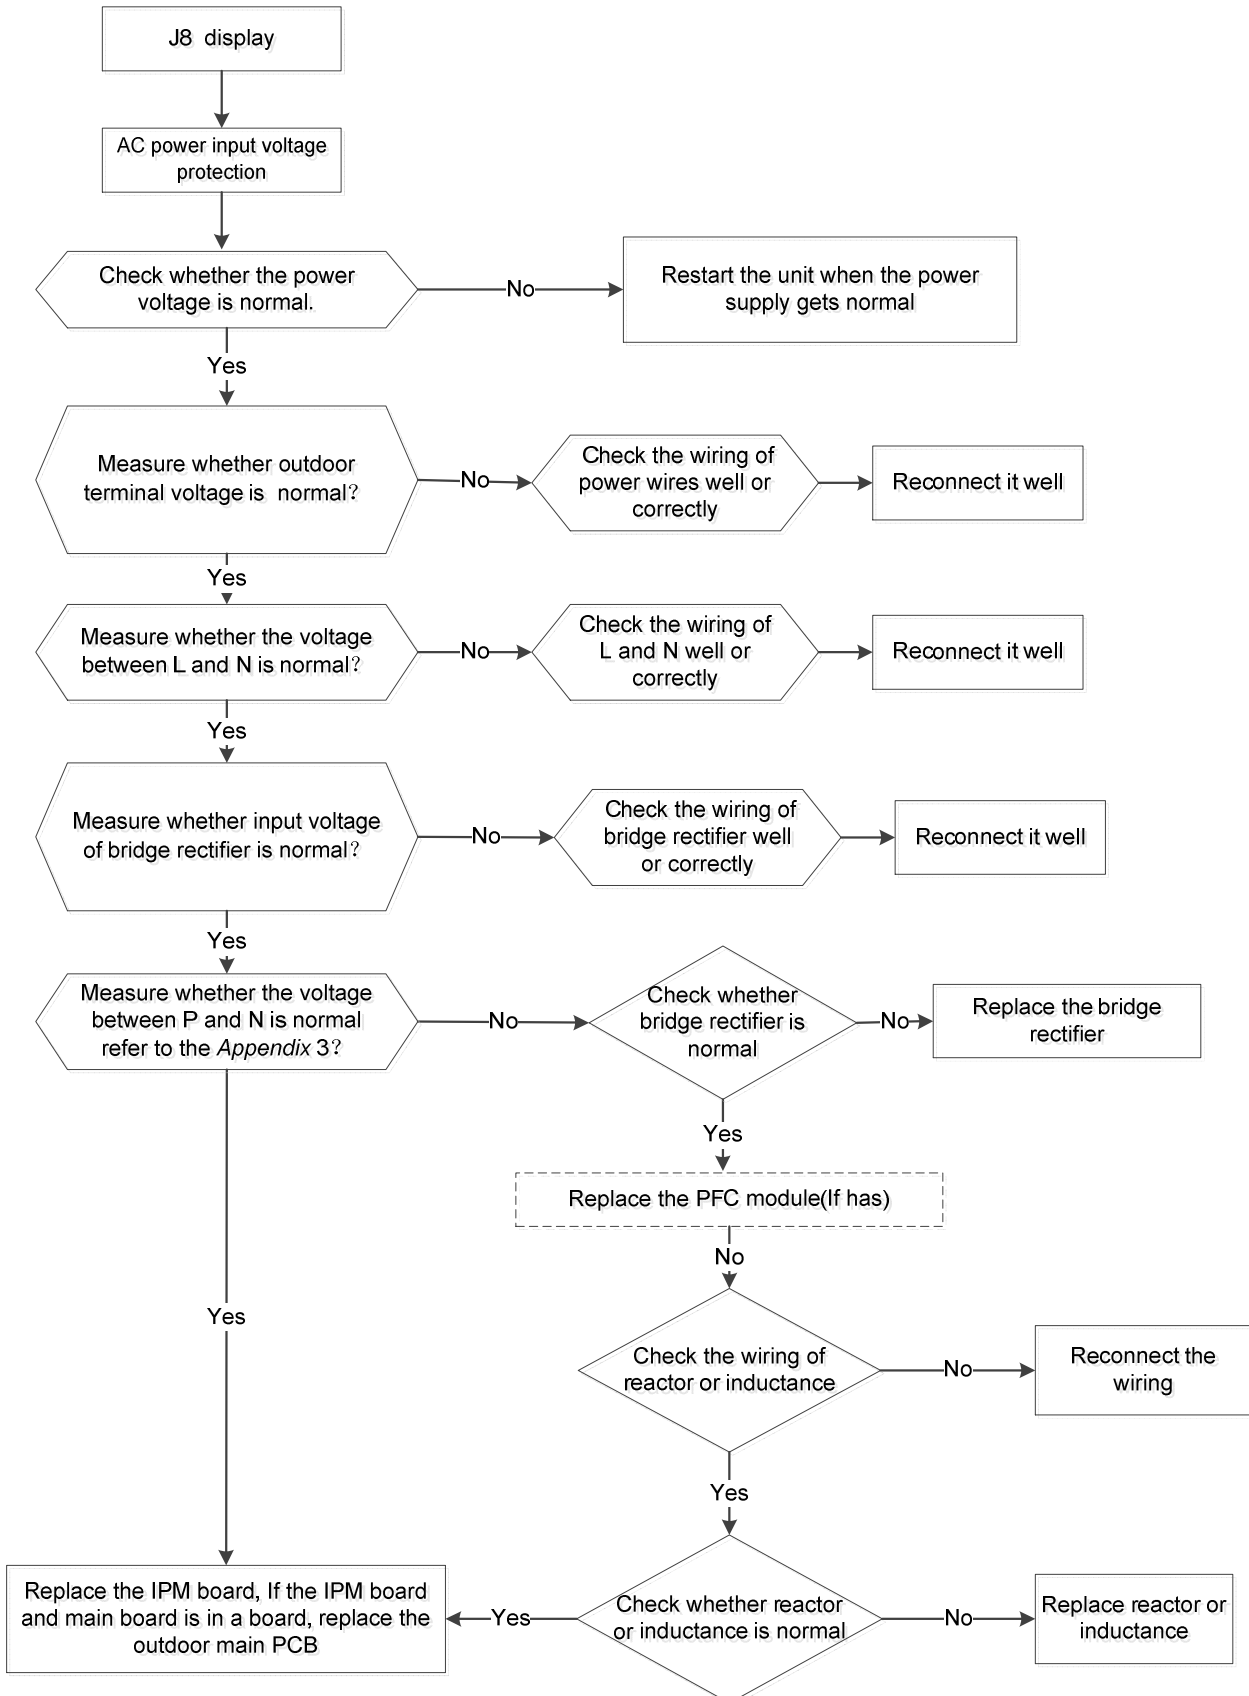 J8 display
AC power input voltage
protection
Check whether the power
voltage is normal.
No
Restart the unit when the power
supply gets normal
Yes
Measure whether outdoor
terminal voltage is normal?
No
Check the wiring of
power wires well or
correctly
Reconnect it well
Yes
Measure whether the voltage
between L and N is normal?
No
Check the wiring of
L and N well or
correctly
Reconnect it well
Yes
Measure whether input voltage
of bridge rectifier is normal?
No
Check the wiring of
bridge rectifier well
or correctly
Reconnect it well
Yes
Measure whether the voltage
between P and N is normal
refer to the Appendix 3?
No
Check whether
bridge rectifier is
normal
No
Replace the bridge
rectifier
Yes
Replace the PFC module(If has)
No
Yes
Check the wiring of
reactor or inductance
No
Reconnect the
wiring
Yes
Replace the IPM board, If the IPM board
and main board is in a board, replace the
outdoor main PCB
Yes
Check whether reactor
or inductance is normal
No
Replace reactor or
inductance